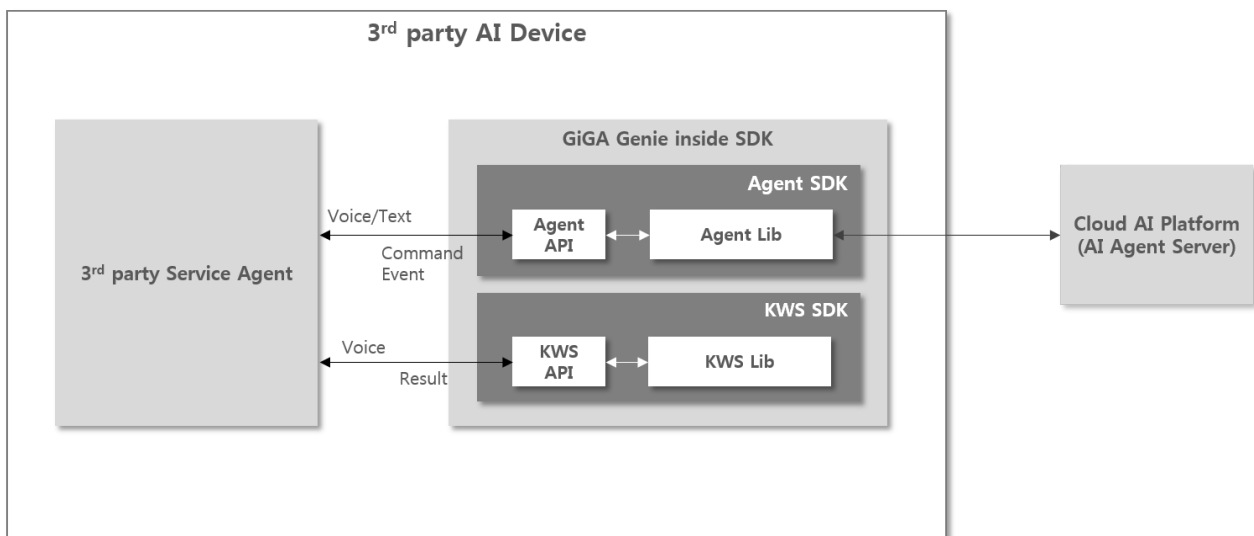 3rd party AI Device
3rd party Service Agent
Voice/Text
Command
Event
Voice
Result
GiGA Genie inside SDK
Agent SDK
Agent
API
Agent Lib
KWS SDK
KWS
API
KWS Lib
Cloud AI Platform
(AI Agent Server)